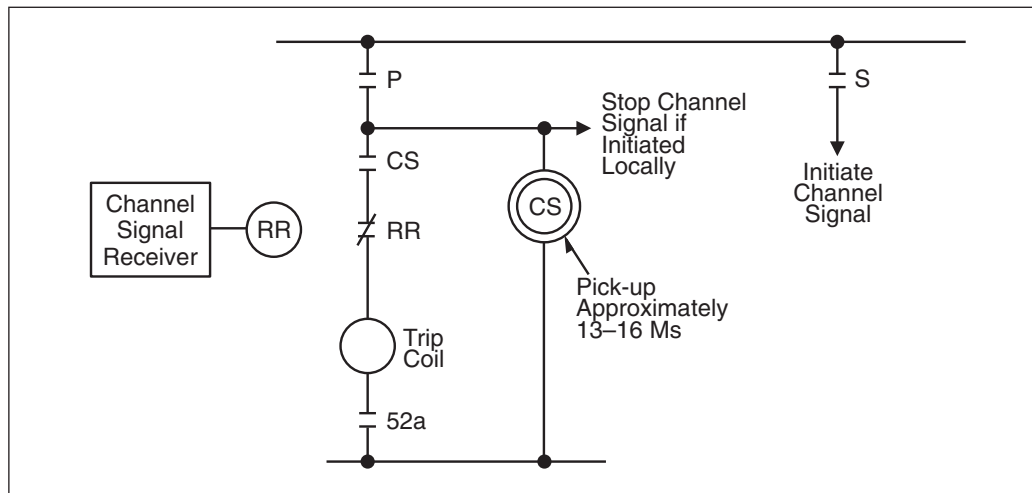 P
S
Stop Channel
Signal if
Initiated
Locally
CS
Initiate
Channel
Signal
Channel
Signal
Receiver
RR
RR
CS
Pick-up
Approximately
13–16 Ms
Trip
Coil
52a